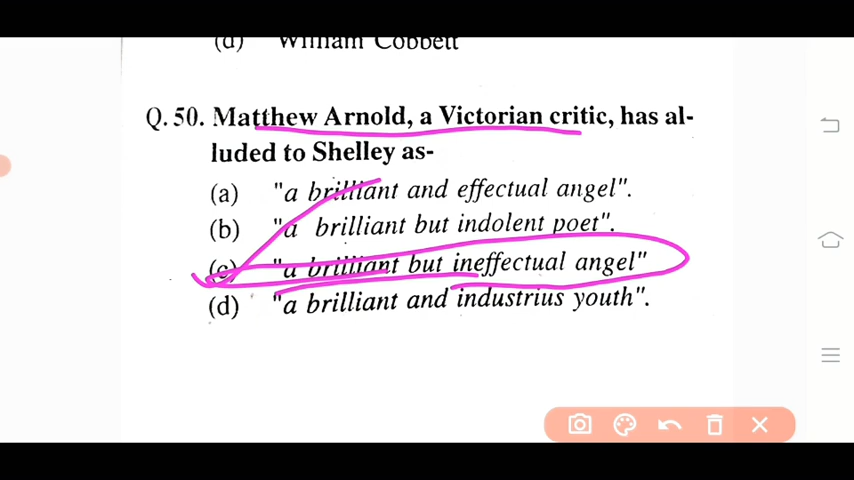 (d) William Cobbett
Q. 50. Matthew Arnold, a Victorian critic, has al-
luded to Shelley as-
(a) "a brilliant and effectual angel".
(b) "a brilliant but indolent poet".
(c) "a brilliant but ineffectual angel"
(d) "a brilliant and industrius youth".